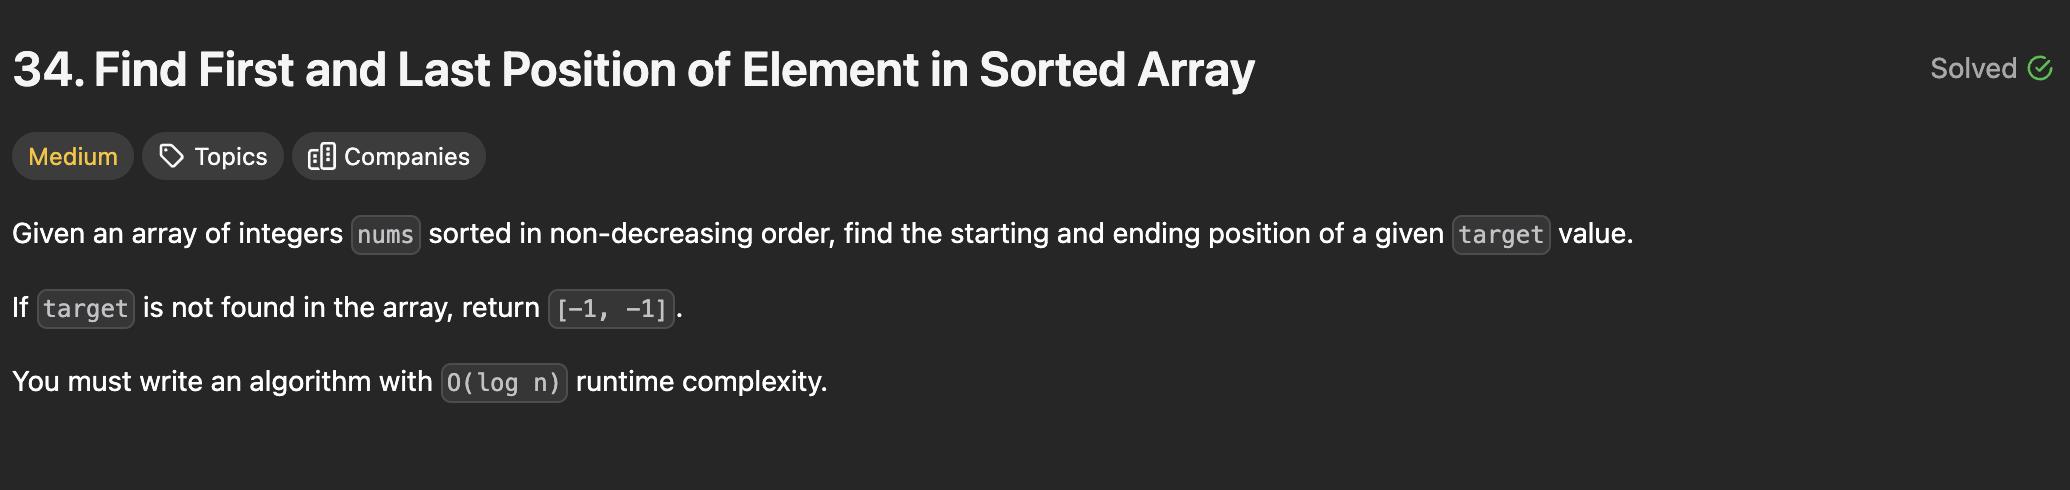 34. Find First and Last Position of Element in Sorted Array
Solved
Medium Topics Companies
Given an array of integers nums sorted in non-decreasing order, find the starting and ending position of a given target value.
If target is not found in the array, return [-1, -1].
You must write an algorithm with O(log n) runtime complexity.